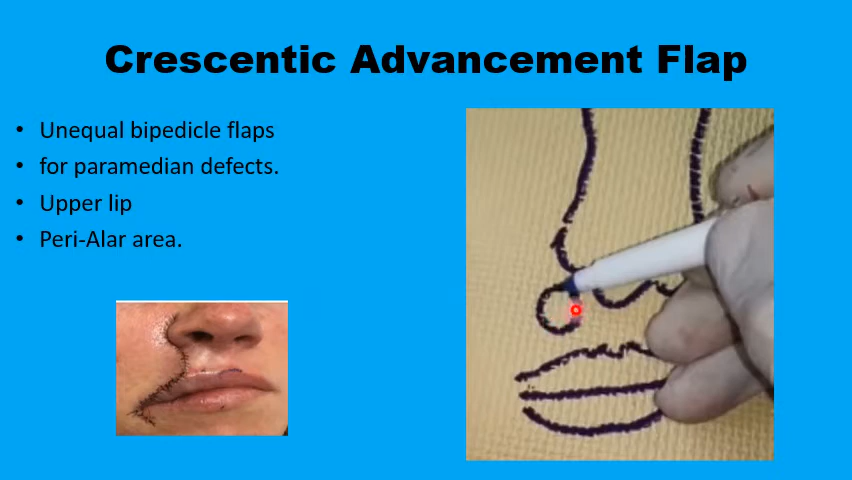 Crescentic Advancement Flap
• Unequal bipedicle flaps
• for paramedian defects.
• Upper lip
• Peri-Alar area.